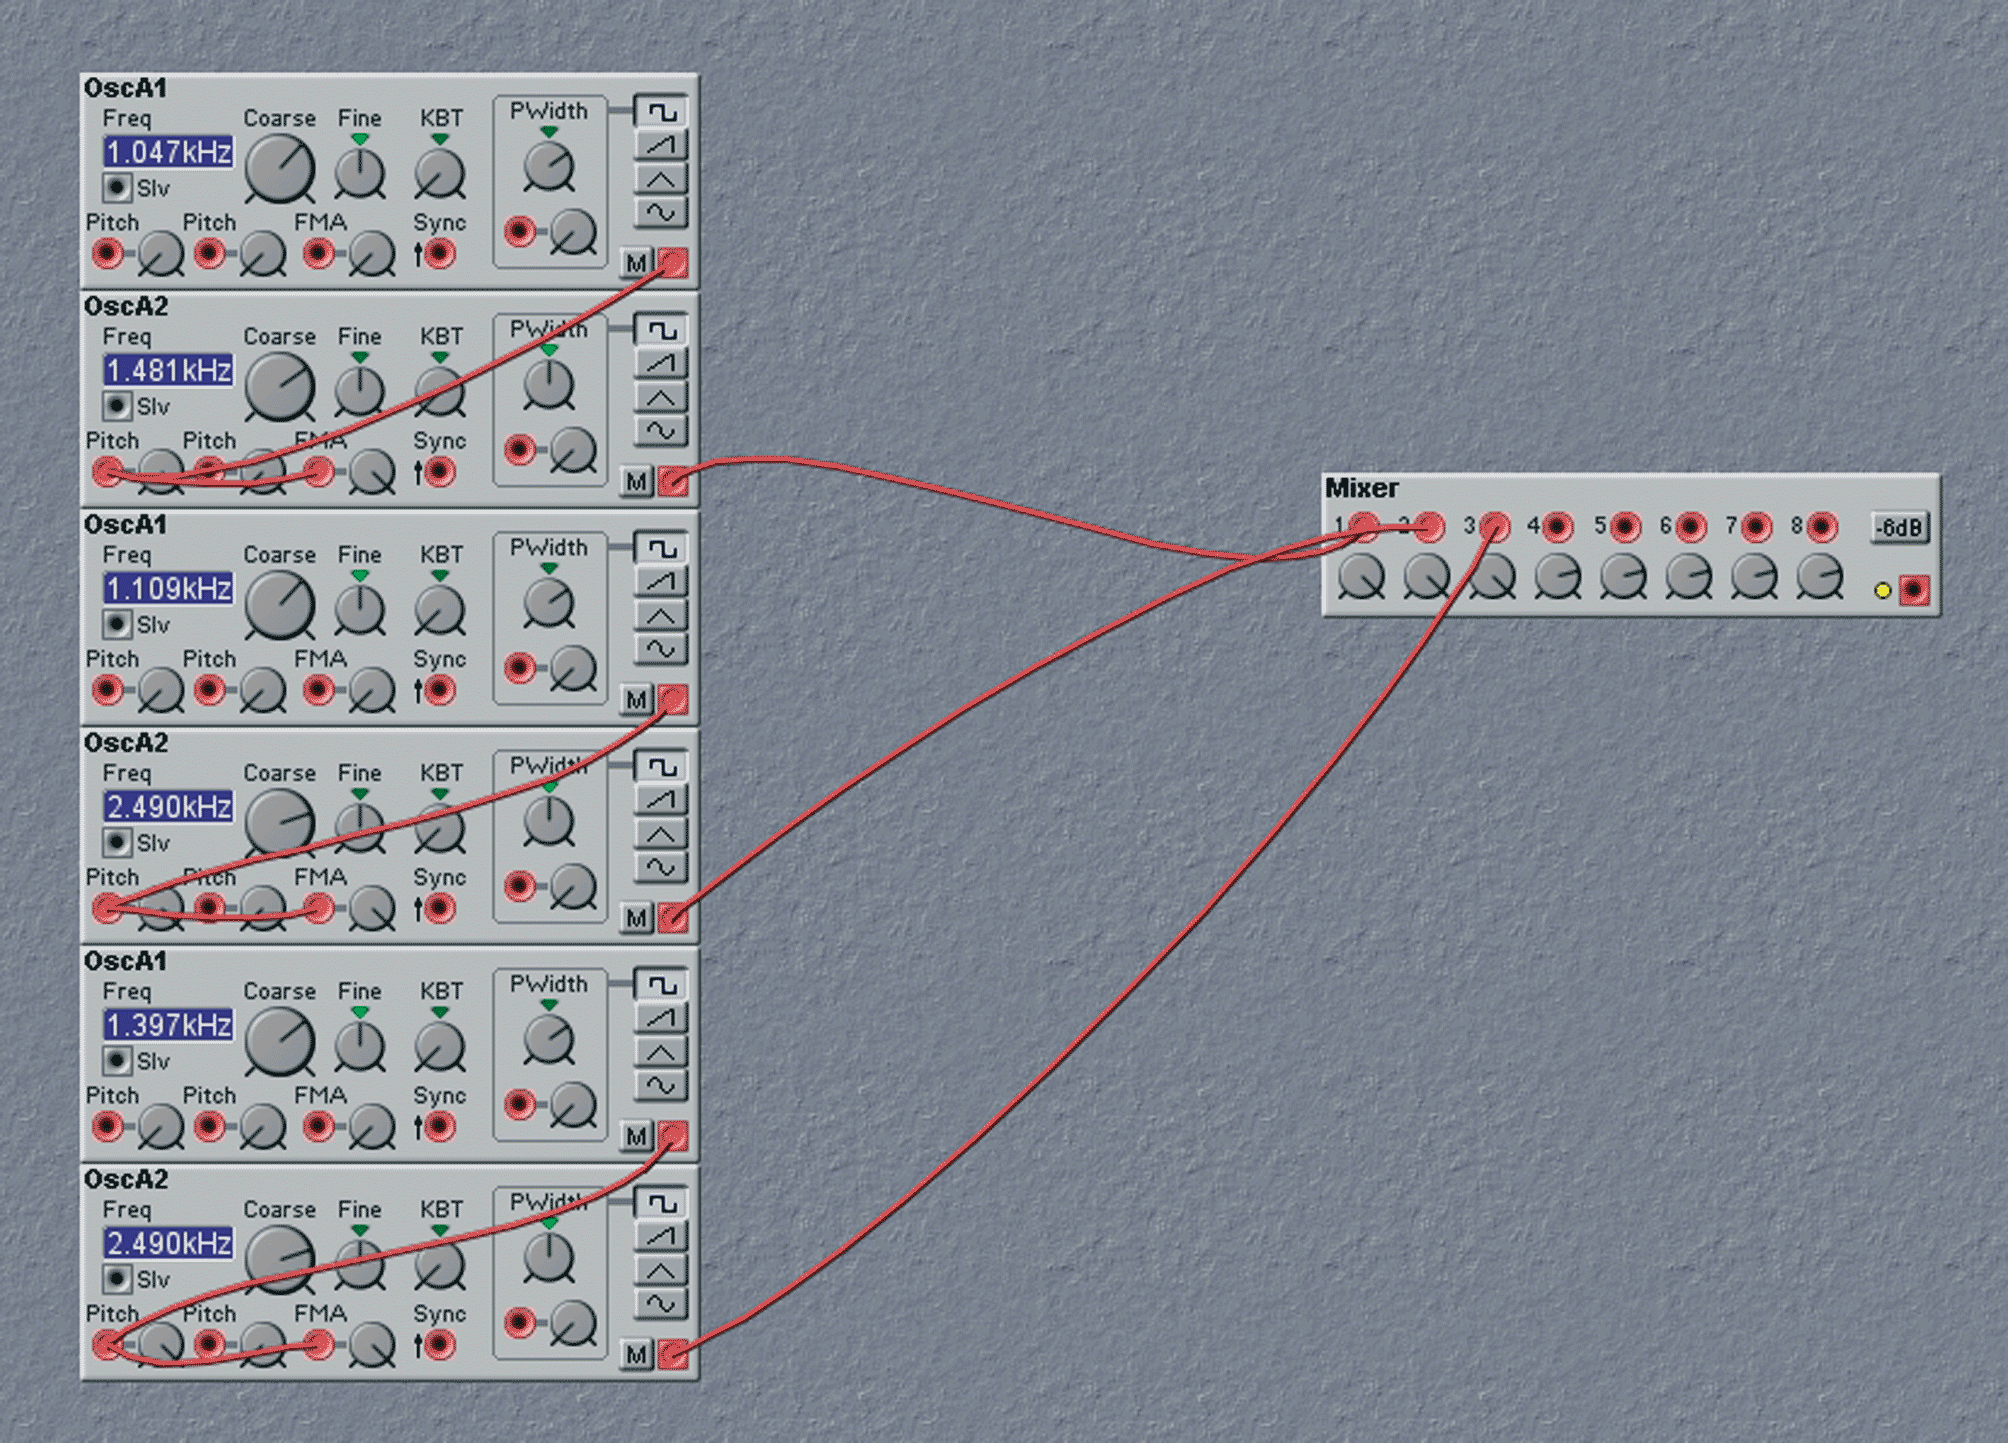 OscA1
Freq Coarse Fine KBT PWidth
1.047kHz
Slv
Pitch Pitch FMA Sync
M
OscA2
Freq Coarse Fine KBT PWidth
1.481kHz
Slv
Pitch Pitch FMA Sync
M
OscA1
Freq Coarse Fine KBT PWidth
1.109kHz
Slv
Pitch Pitch FMA Sync
M
OscA2
Freq Coarse Fine KBT PWidth
2.490kHz
Slv
Pitch Pitch FMA Sync
M
OscA1
Freq Coarse Fine KBT PWidth
1.397kHz
Slv
Pitch Pitch FMA Sync
M
OscA2
Freq Coarse Fine KBT PWidth
2.490kHz
Slv
Pitch Pitch FMA Sync
M
Mixer
1 2 3 4 5 6 7 8 -6dB